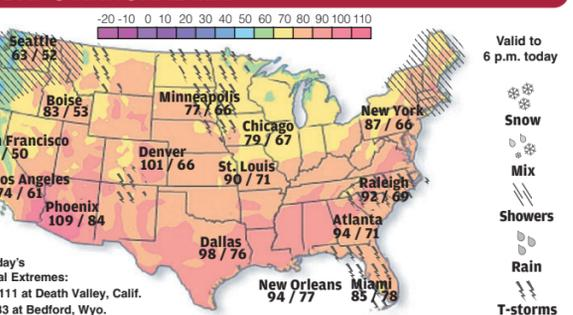 -20 -10 0 10 20 30 40 50 60 70 80 90 100 110
Seattle
63 / 52
Boise
83 / 53
Minneapolis
77 / 66
New York
87 / 66
Chicago
79 / 67
Francisco
/ 50
Denver
101 / 66
St. Louis
90 / 71
Angeles
74 / 61
Raleigh
92 / 69
Phoenix
109 / 84
Atlanta
94 / 71
Dallas
98 / 76
New Orleans
94 / 77
Miami
85 / 78
Extremes:
111 at Death Valley, Calif.
33 at Bedford, Wyo.
Valid to
6 p.m. today
Snow
Mix
Showers
Rain
T-storms